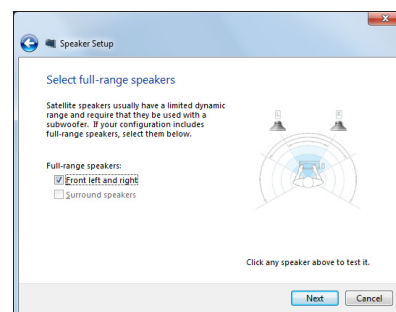 Speaker Setup
Select full-range speakers
Satellite speakers usually have a limited dynamic
range and require that they be used with a
subwoofer. If your configuration includes
full-range speakers, select them below.
Full-range speakers:
Front left and right
Surround speakers
L R
Click any speaker above to test it.
Next Cancel